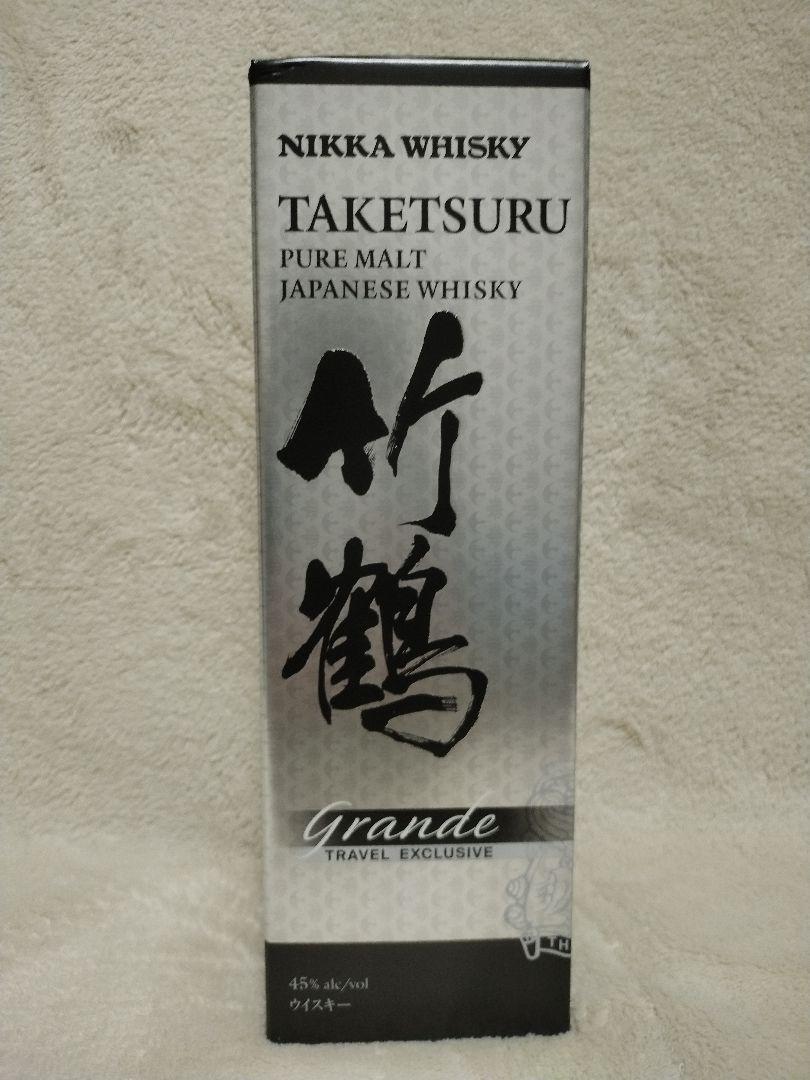 NIKKA WHISKY
TAKETSURU
PURE MALT
JAPANESE WHISKY
竹
鶴
Grande
TRAVEL EXCLUSIVE
TH
45% alc/vol
ウイスキー